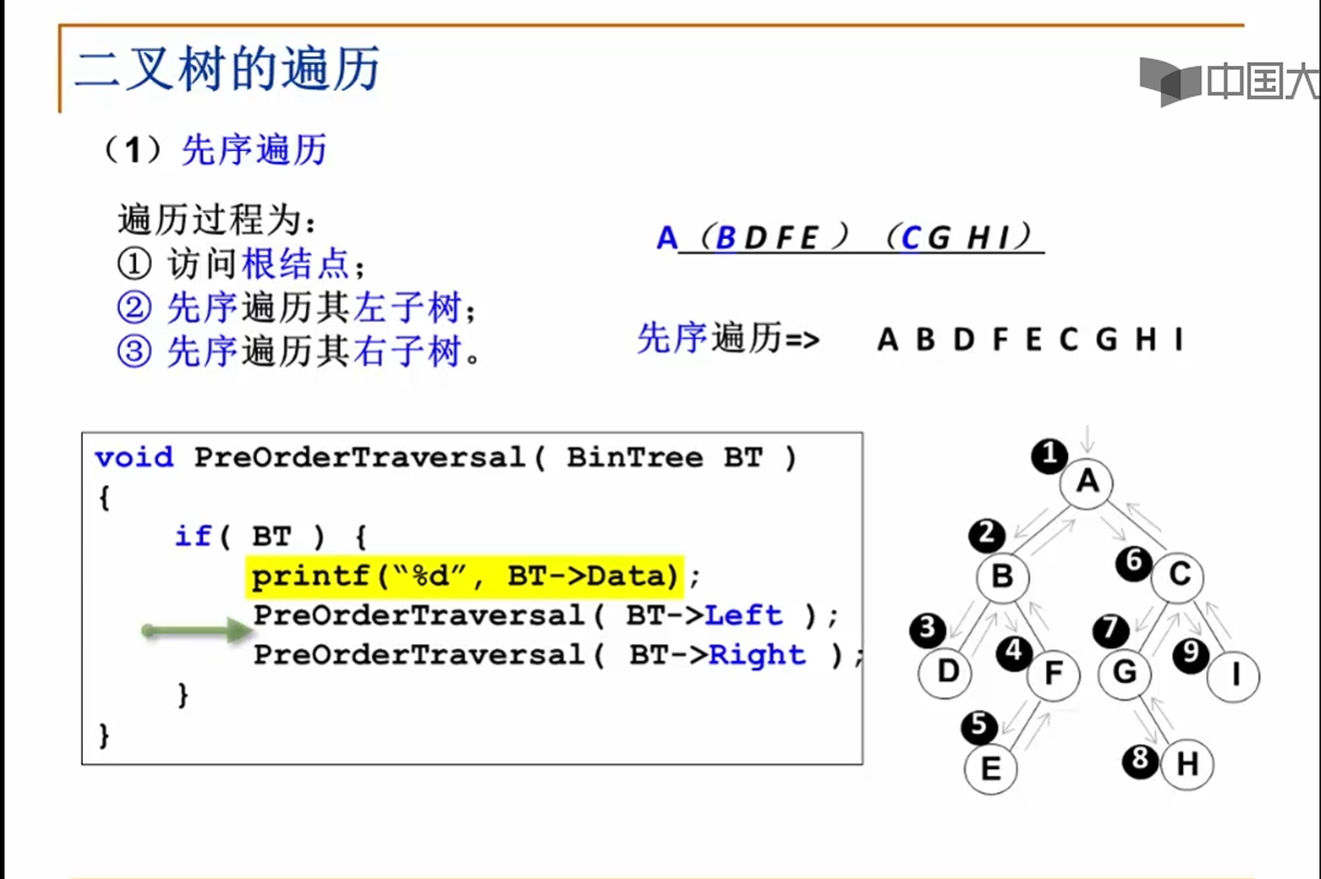 二叉树的遍历
中国大
（1）先序遍历
遍历过程为：
① 访问根结点；
② 先序遍历其左子树；
③ 先序遍历其右子树。
A（B D F E ）（C G H I）
先序遍历=> A B D F E C G H I
void PreOrderTraversal( BinTree BT )
{
if( BT ) {
printf(“%d”, BT->Data);
PreOrderTraversal( BT->Left );
PreOrderTraversal( BT->Right );
}
}
1
A
2
B
6
C
3
D
4
F
7
G
9
I
5
E
8
H